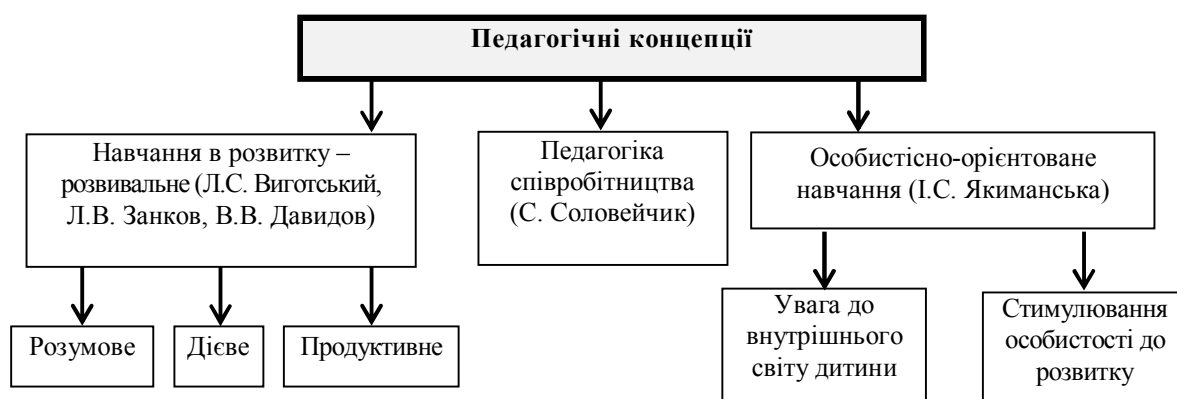 Педагогічні концепції
Навчання в розвитку –
розвивальне (Л.С. Виготський,
Л.В. Занков, В.В. Давидов)
Педагогіка
співробітництва
(С. Соловейчик)
Особистісно-орієнтоване
навчання (І.С. Якиманська)
Розумове
Дієве
Продуктивне
Увага до
внутрішнього
світу дитини
Стимулювання
особистості до
розвитку